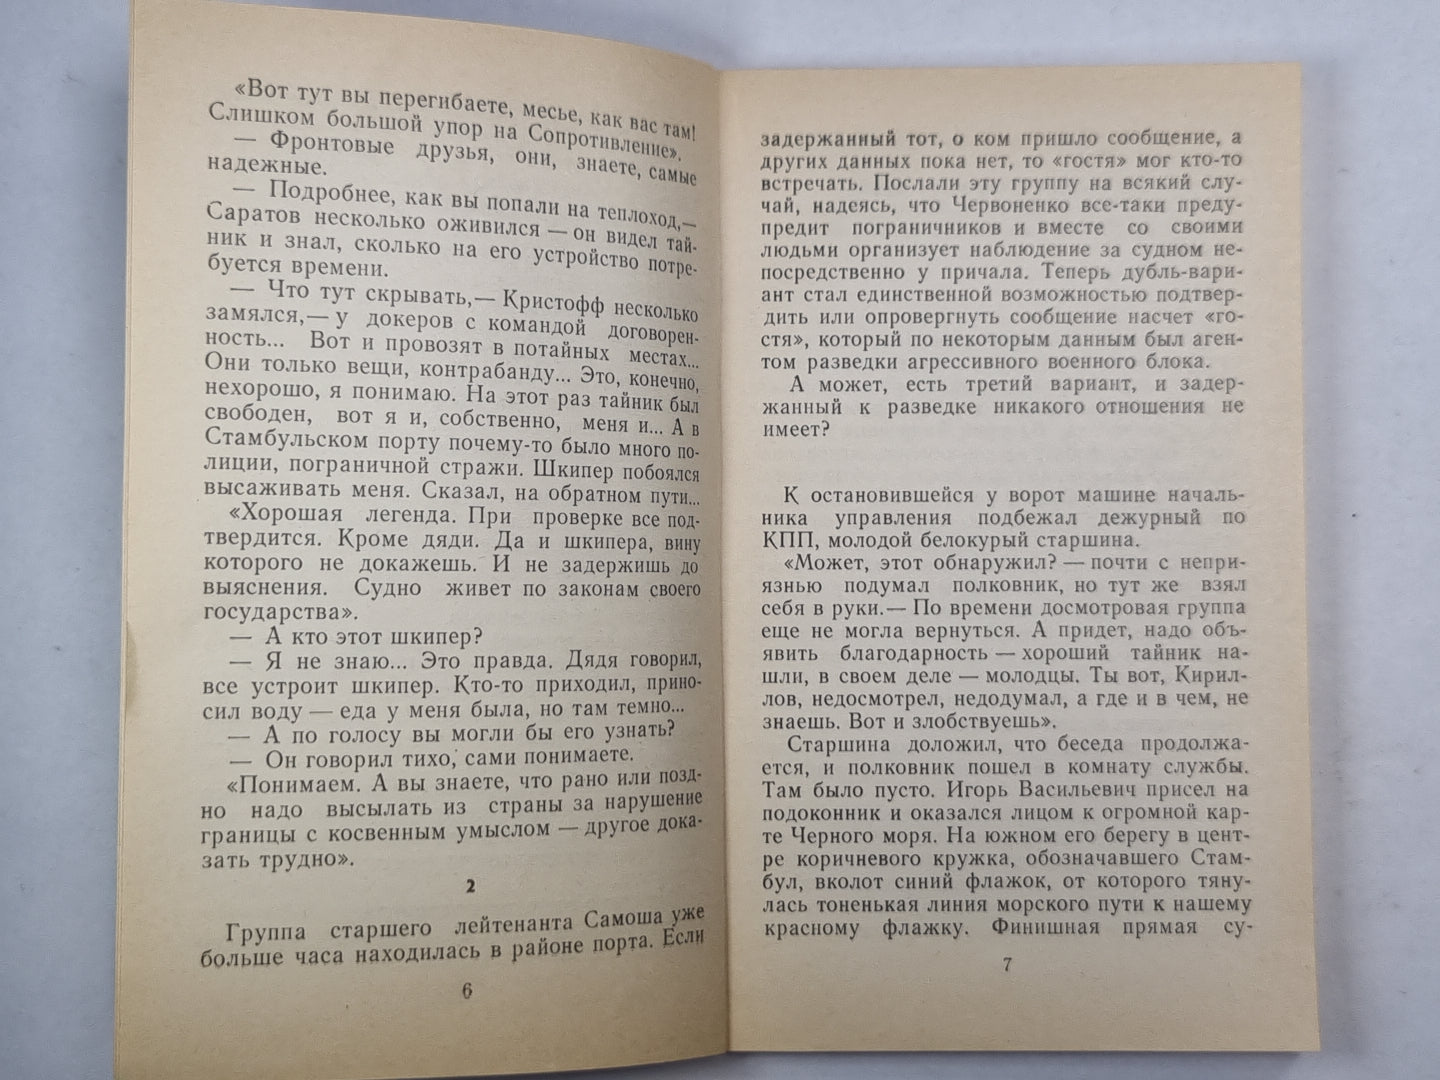 «Вот тут вы перегибаете, месье, как вас там!
Слишком большой упор на Сопротивление».
— Фронтовые друзья, они, знаете, самые
надежные.
— Подробнее, как вы попали на теплоход,—
Саратов несколько оживился — он видел тай-
ник и знал, сколько на его устройство потре-
буется времени.
— Что тут скрывать,— Кристофф несколько
замялся,— у докеров с командой договорен-
ность... Вот и провозят в потайных местах...
Они только вещи, контрабанду... Это, конечно,
нехорошо, я понимаю. На этот раз тайник был
свободен, вот я и, собственно, меня и... А в
Стамбульском порту почему-то было много по-
лиции, пограничной стражи. Шкипер побоялся
высаживать меня. Сказал, на обратном пути...
«Хорошая легенда. При проверке все под-
твердится. Кроме дяди. Да и шкипера, вину
которого не докажешь. И не задержишь до
выяснения. Судно живет по законам своего
государства».
— А кто этот шкипер?
— Я не знаю... Это правда. Дядя говорил,
все устроит шкипер. Кто-то приходил, прино-
сил воду — еда у меня была, но там темно...
— А по голосу вы могли бы его узнать?
— Он говорил тихо, сами понимаете.
«Понимаем. А вы знаете, что рано или позд-
но надо высылать из страны за нарушение
границы с косвенным умыслом — другое дока-
зать трудно».
2
Группа старшего лейтенанта Самоша уже
больше часа находилась в районе порта. Если
6
задержанный тот, о ком пришло сообщение, а
других данных пока нет, то «гостя» мог кто-то
встречать. Послали эту группу на всякий слу-
чай, надеясь, что Червоненко все-таки преду-
предит пограничников и вместе со своими
людьми организует наблюдение за судном не-
посредственно у причала. Теперь дубль-вари-
ант стал единственной возможностью подтвер-
дить или опровергнуть сообщение насчет «го-
стя», который по некоторым данным был аген-
том разведки агрессивного военного блока.
А может, есть третий вариант, и задер-
жанный к разведке никакого отношения не
имеет?
К остановившейся у ворот машине началь-
ника управления подбежал дежурный по
КПП, молодой белокурый старшина.
«Может, этот обнаружил? — почти с непри-
язнью подумал полковник, но тут же взял
себя в руки.— По времени досмотровая группа
еще не могла вернуться. А придет, надо объ-
явить благодарность — хороший тайник на-
шли, в своем деле — молодцы. Ты вот, Кирил-
лов, недосмотрел, недодумал, а где и в чем, не
знаешь. Вот и злобствуешь».
Старшина доложил, что беседа продолжа-
ется, и полковник пошел в комнату службы.
Там было пусто. Игорь Васильевич присел на
подоконник и оказался лицом к огромной кар-
те Черного моря. На южном его берегу в цент-
ре коричневого кружка, обозначавшего Стам-
бул, вколот синий флажок, от которого тяну-
лась тоненькая линия морского пути к нашему
красному флажку. Финишная прямая су-
7